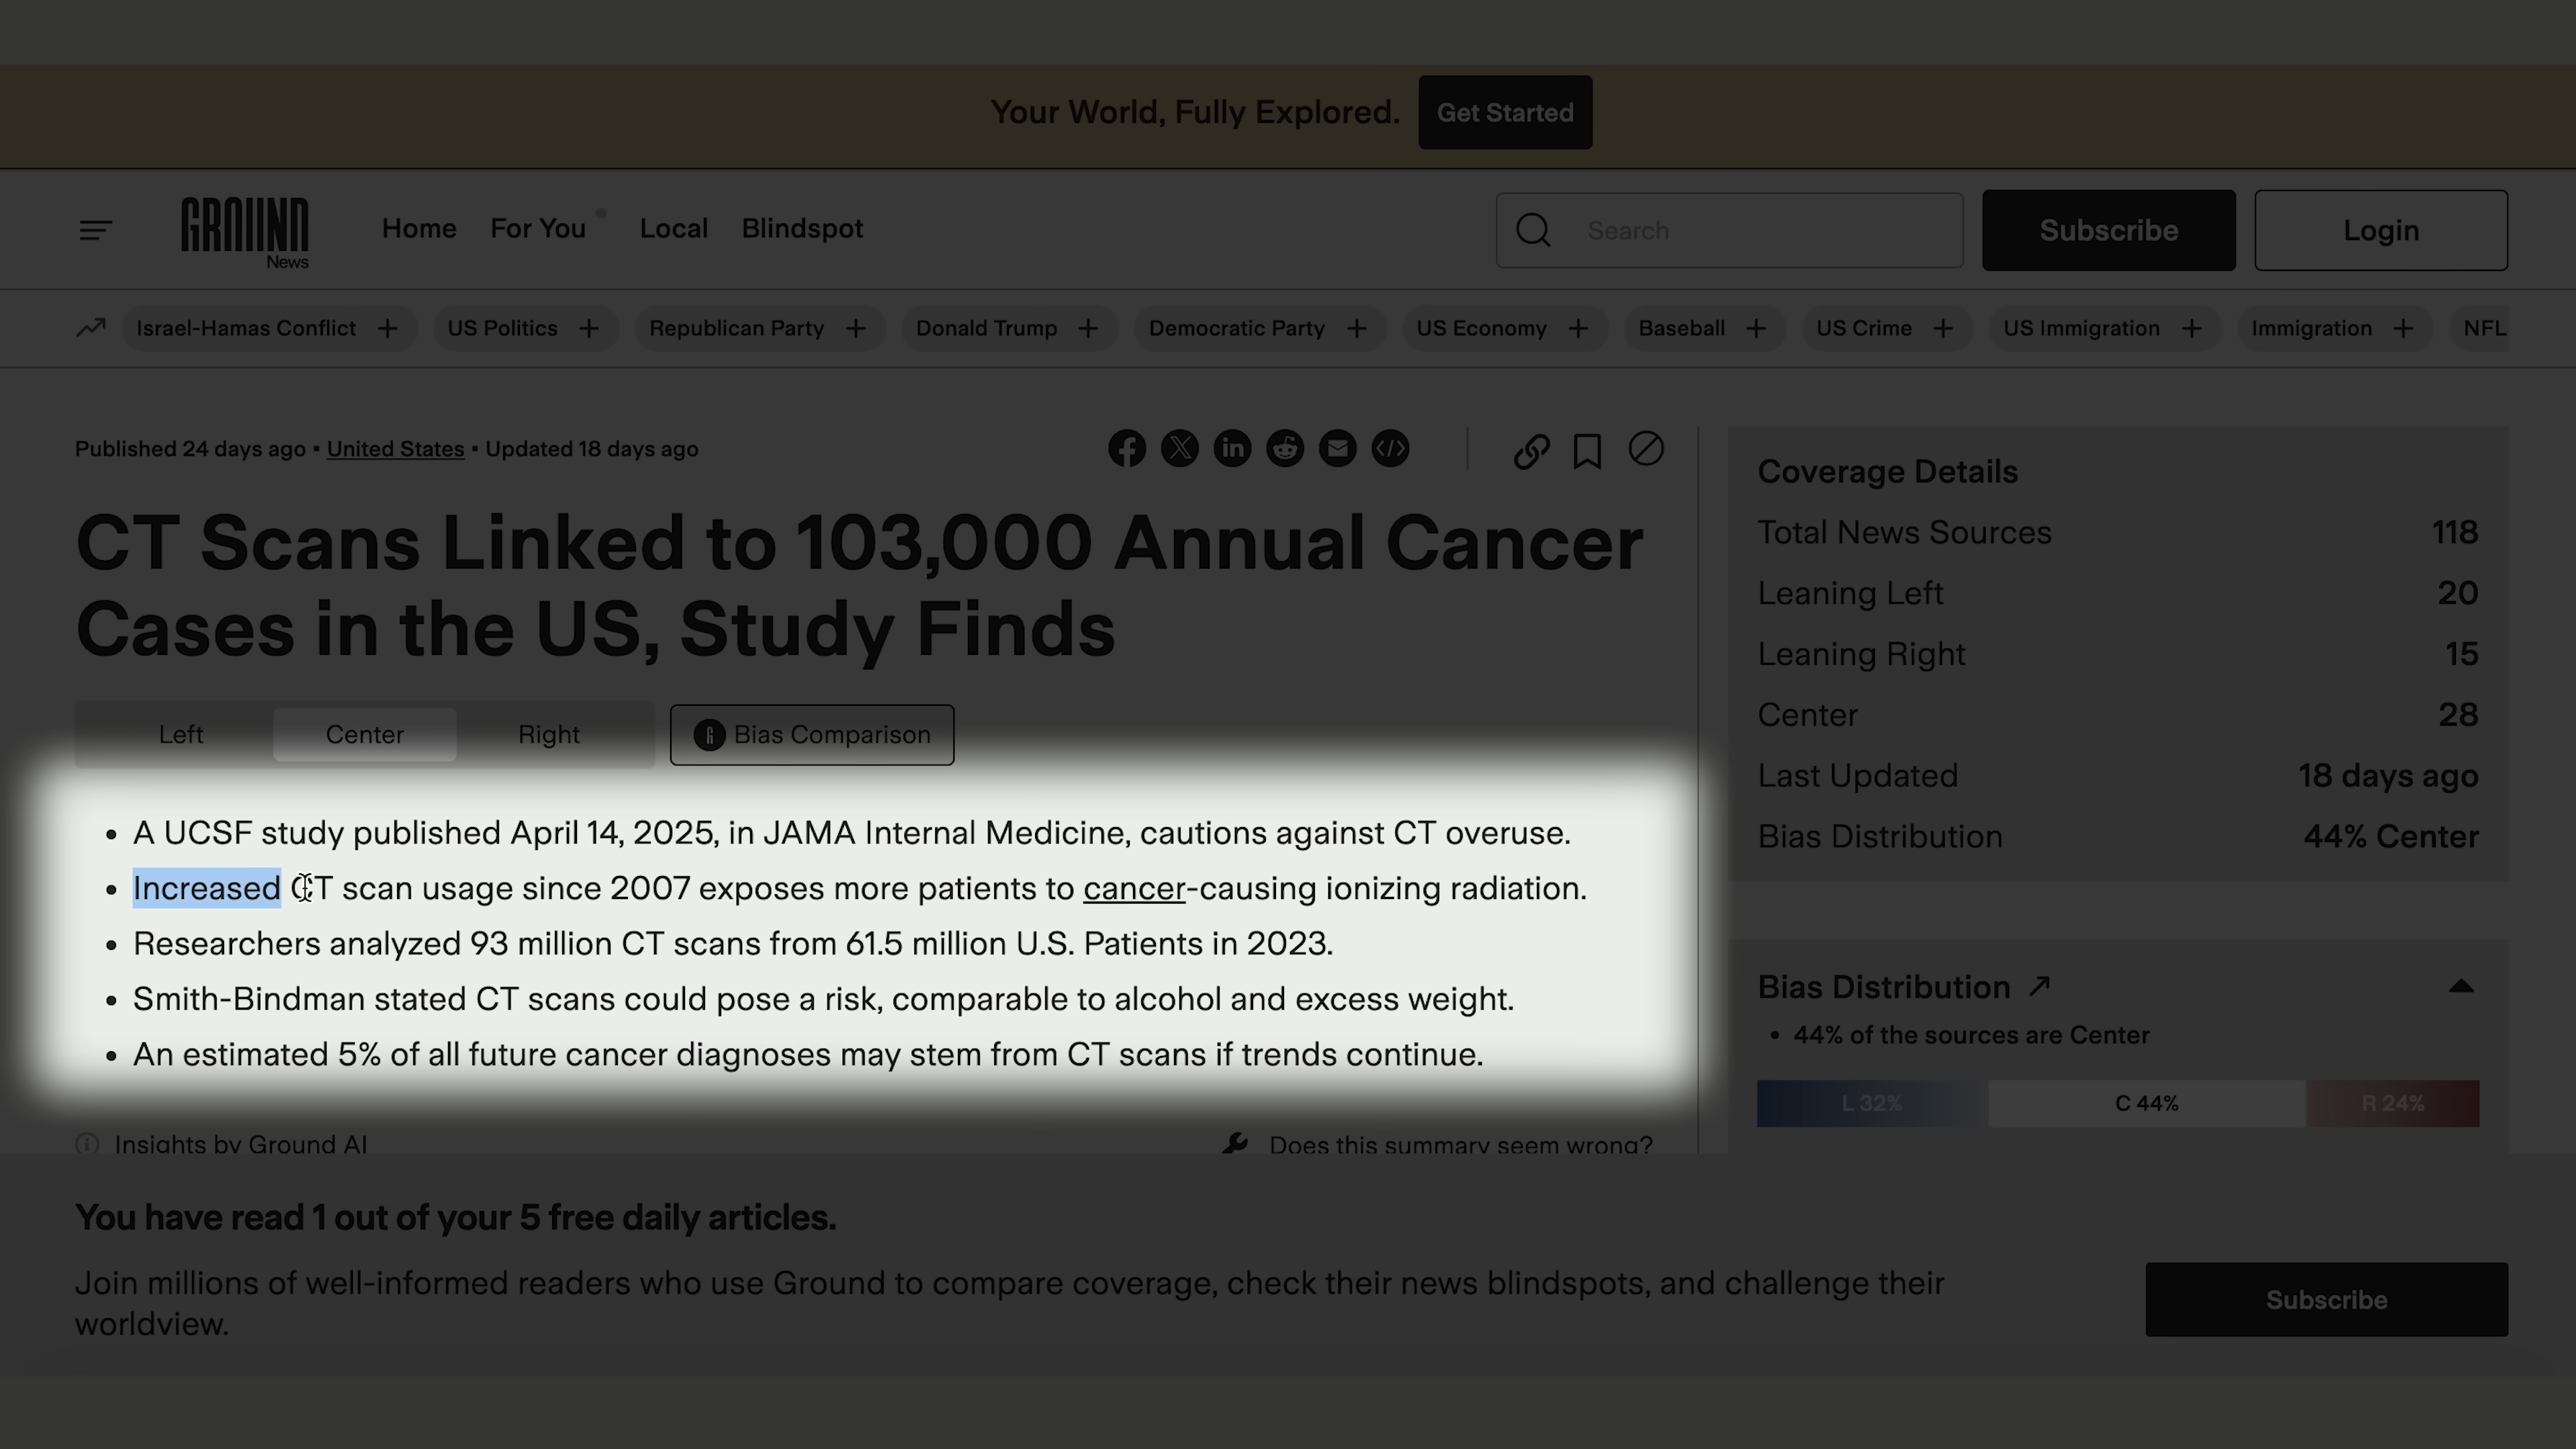 Your World, Fully Explored. Get Started
GROUND News
Home For You Local Blindspot
Search
Subscribe
Login
Israel-Hamas Conflict + US Politics + Republican Party + Donald Trump + Democratic Party + US Economy + Baseball + US Crime + US Immigration + Immigration + NFL
Published 24 days ago • United States • Updated 18 days ago
CT Scans Linked to 103,000 Annual Cancer
Cases in the US, Study Finds
Left Center Right Bias Comparison
• A UCSF study published April 14, 2025, in JAMA Internal Medicine, cautions against CT overuse.
• Increased CT scan usage since 2007 exposes more patients to cancer-causing ionizing radiation.
• Researchers analyzed 93 million CT scans from 61.5 million U.S. Patients in 2023.
• Smith-Bindman stated CT scans could pose a risk, comparable to alcohol and excess weight.
• An estimated 5% of all future cancer diagnoses may stem from CT scans if trends continue.
Insights by Ground AI
Does this summary seem wrong?
Coverage Details
Total News Sources 118
Leaning Left 20
Leaning Right 15
Center 28
Last Updated 18 days ago
Bias Distribution 44% Center
Bias Distribution
• 44% of the sources are Center
L 32% C 44% R 24%
You have read 1 out of your 5 free daily articles.
Join millions of well-informed readers who use Ground to compare coverage, check their news blindspots, and challenge their
worldview.
Subscribe